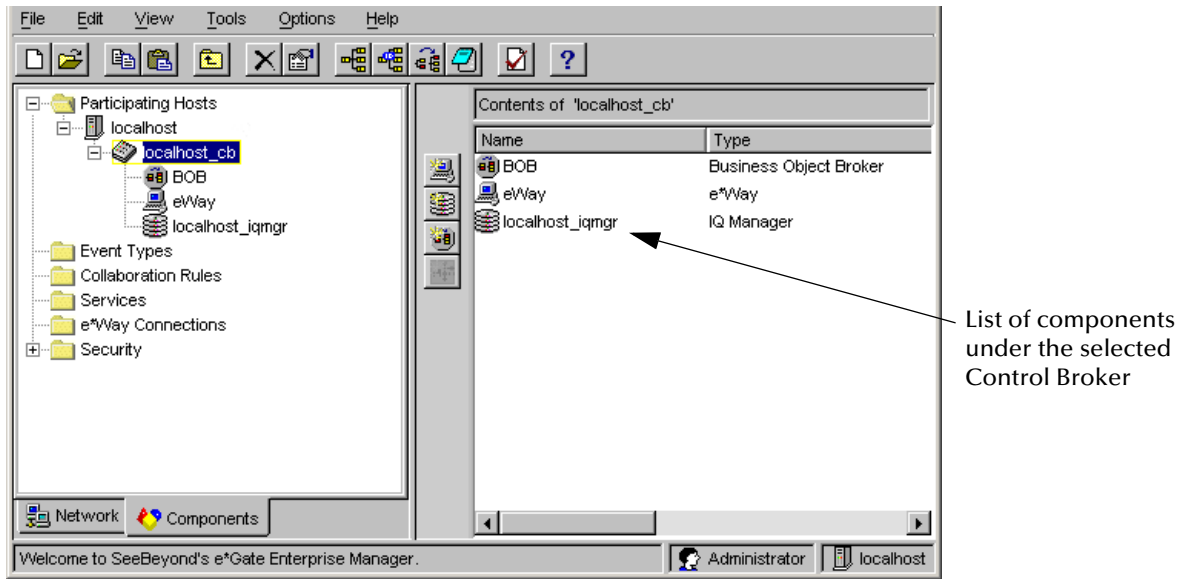 File Edit View Tools Options Help
?
Participating Hosts
localhost
localhost_cb
BOB
eWay
localhost_iqmgr
Event Types
Collaboration Rules
Services
e*Way Connections
Security
Network Components
Contents of 'localhost_cb'
Name Type
BOB Business Object Broker
eWay e*Way
localhost_iqmgr IQ Manager
List of components
under the selected
Control Broker
Welcome to SeeBeyond's e*Gate Enterprise Manager. Administrator localhost